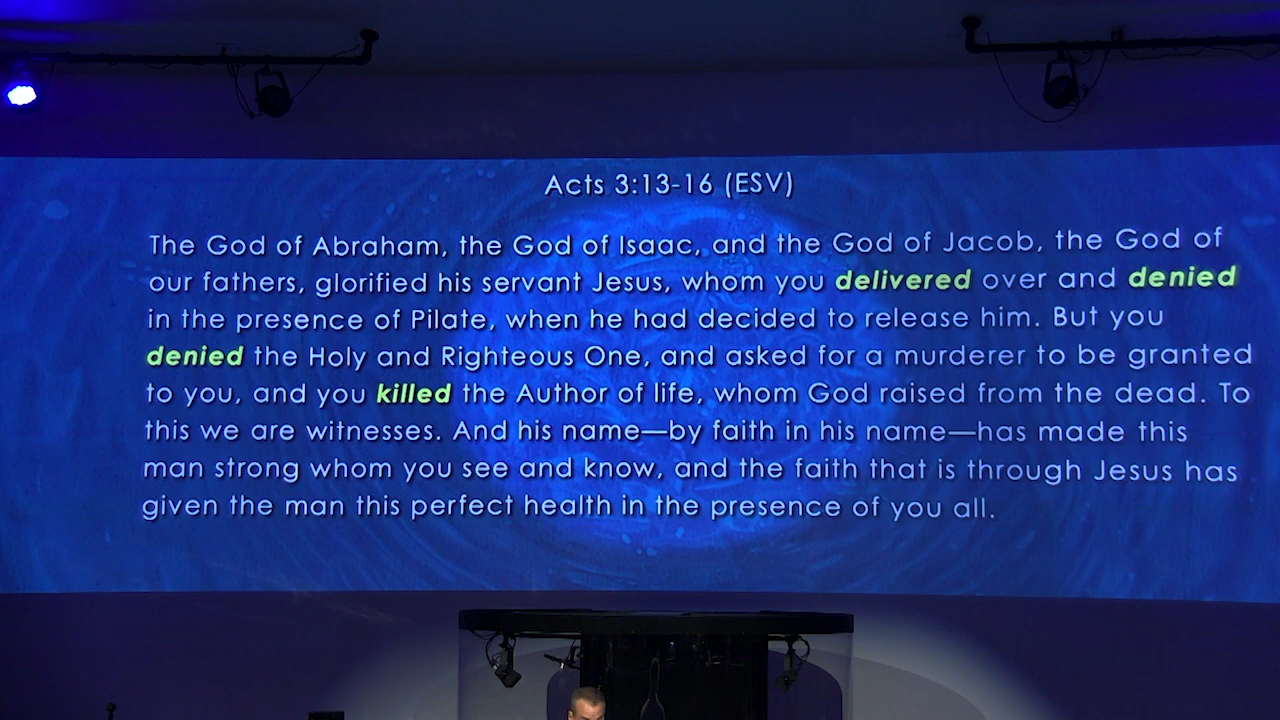 Acts 3:13-16 (ESV)
The God of Abraham, the God of Isaac, and the God of Jacob, the God of
our fathers, glorified his servant Jesus, whom you delivered over and denied
in the presence of Pilate, when he had decided to release him. But you
denied the Holy and Righteous One, and asked for a murderer to be granted
to you, and you killed the Author of life, whom God raised from the dead. To
this we are witnesses. And his name—by faith in his name—has made this
man strong whom you see and know, and the faith that is through Jesus has
given the man this perfect health in the presence of you all.